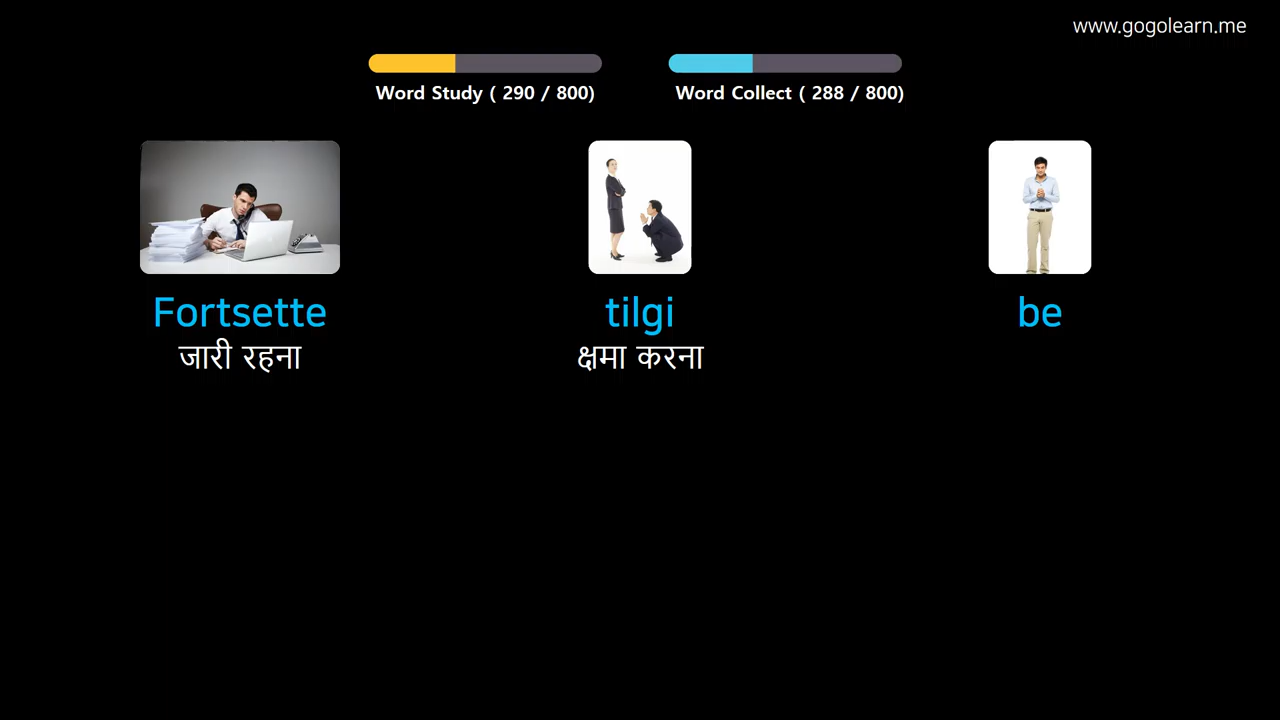 www.gogolearn.me
Word Study ( 290 / 800)
Word Collect ( 288 / 800)
Fortsette
जारी रहना
tilgi
क्षमा करना
be